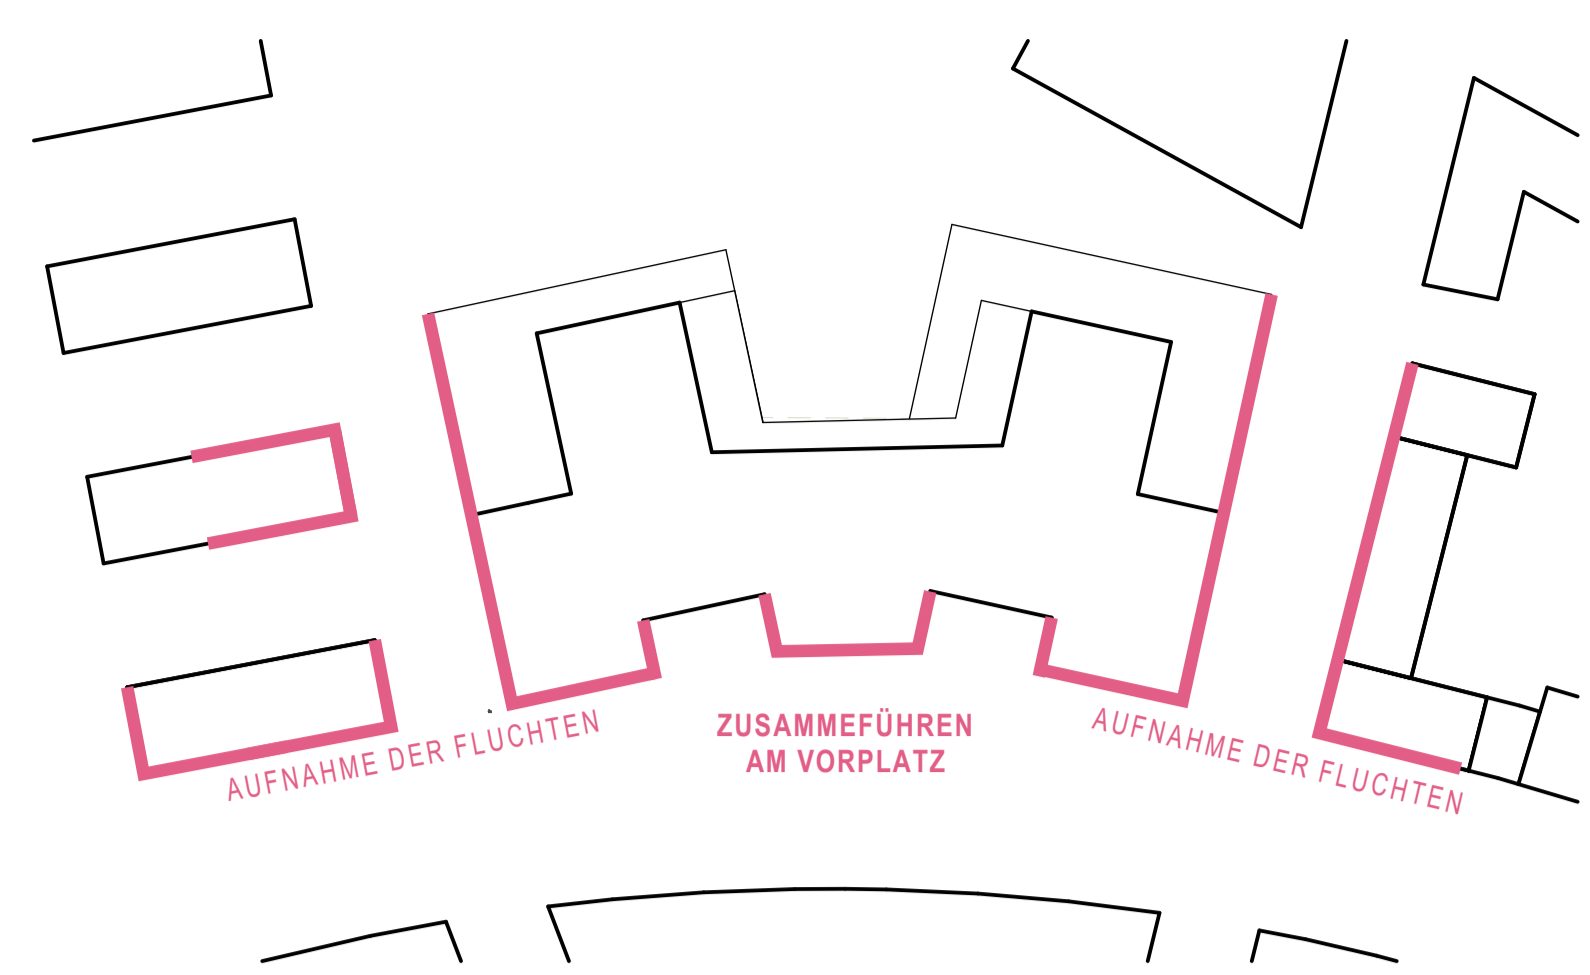 AUFNAHME DER FLUCHTEN
ZUSAMMEFÜHREN
AM VORPLATZ
AUFNAHME DER FLUCHTEN